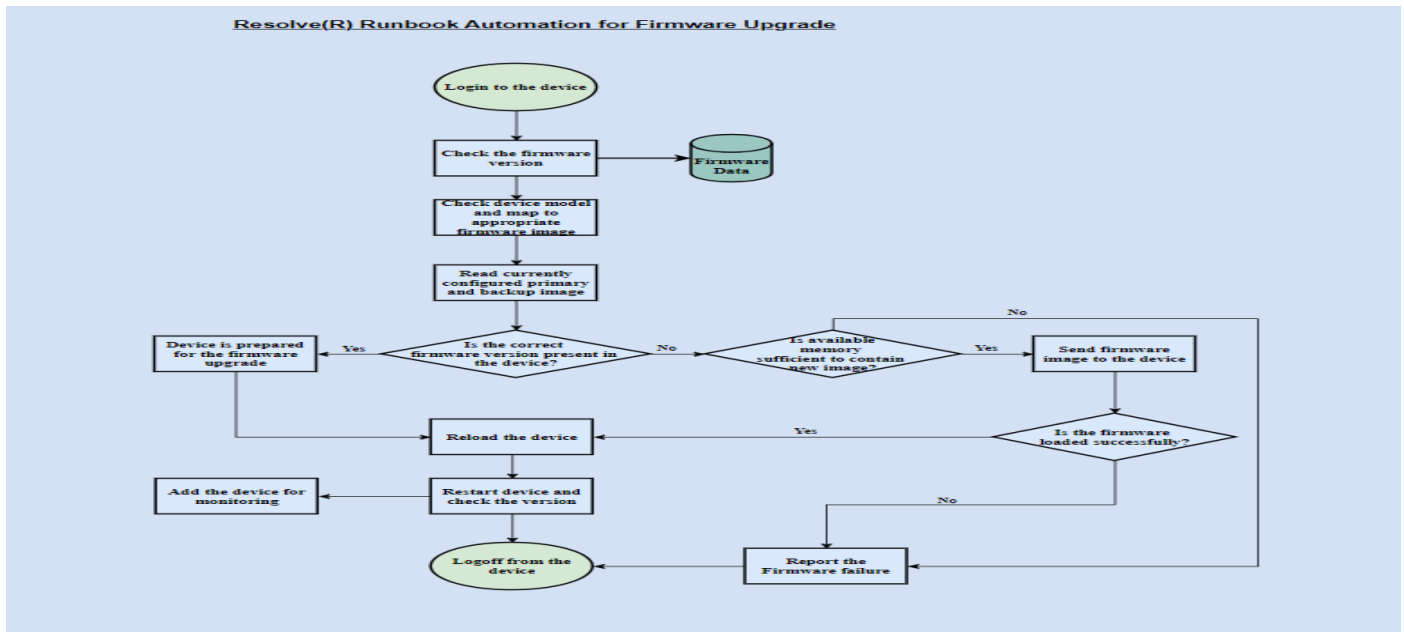 Resolve(R) Runbook Automation for Firmware Upgrade
Login to the device
Check the firmware
version
Firmware
Data
Check device model
and map to
appropriate
firmware image
Read currently
configured primary
and backup image
No
Device is prepared
for the firmware
upgrade
Yes
Is the correct
firmware version present in
the device?
No
Is available
memory
sufficient to contain
new image?
Yes
Send firmware
image to the device
Reload the device
Yes
Is the firmware
loaded successfully?
Add the device for
monitoring
Restart device and
check the version
No
Logoff from the
device
Report the
Firmware failure